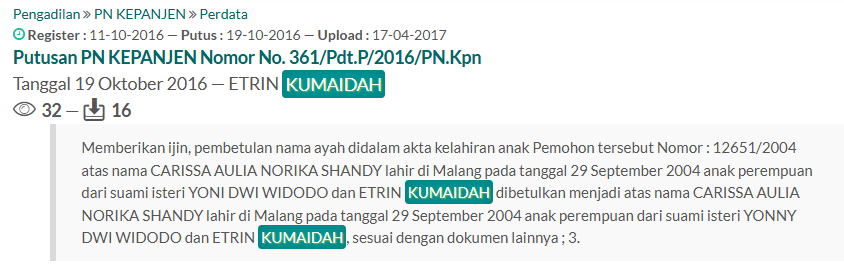 Pengadilan » PN KEPANJEN » Perdata
Register : 11-10-2016 — Putus : 19-10-2016 — Upload : 17-04-2017
Putusan PN KEPANJEN Nomor No. 361/Pdt.P/2016/PN.Kpn
Tanggal 19 Oktober 2016 — ETRIN KUMAIDAH
32 — 16
Memberikan ijin, pembetulan nama ayah didalam akta kelahiran anak Pemohon tersebut Nomor : 12651/2004
atas nama CARISSA AULIA NORIKA SHANDY lahir di Malang pada tanggal 29 September 2004 anak perempuan
dari suami isteri YONI DWI WIDODO dan ETRIN KUMAIDAH dibetulkan menjadi atas nama CARISSA AULIA
NORIKA SHANDY lahir di Malang pada tanggal 29 September 2004 anak perempuan dari suami isteri YONNY
DWI WIDODO dan ETRIN KUMAIDAH, sesuai dengan dokumen lainnya ; 3.